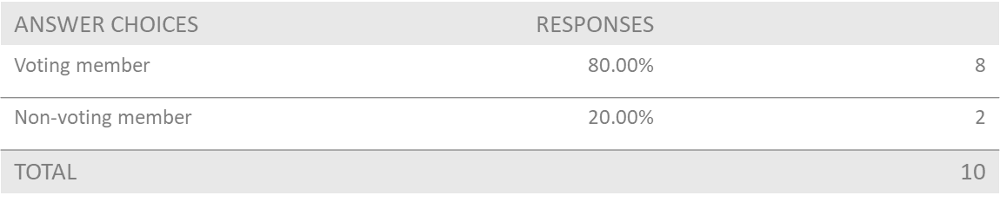 ANSWER CHOICES RESPONSES
Voting member 80.00% 8
Non-voting member 20.00% 2
TOTAL 10